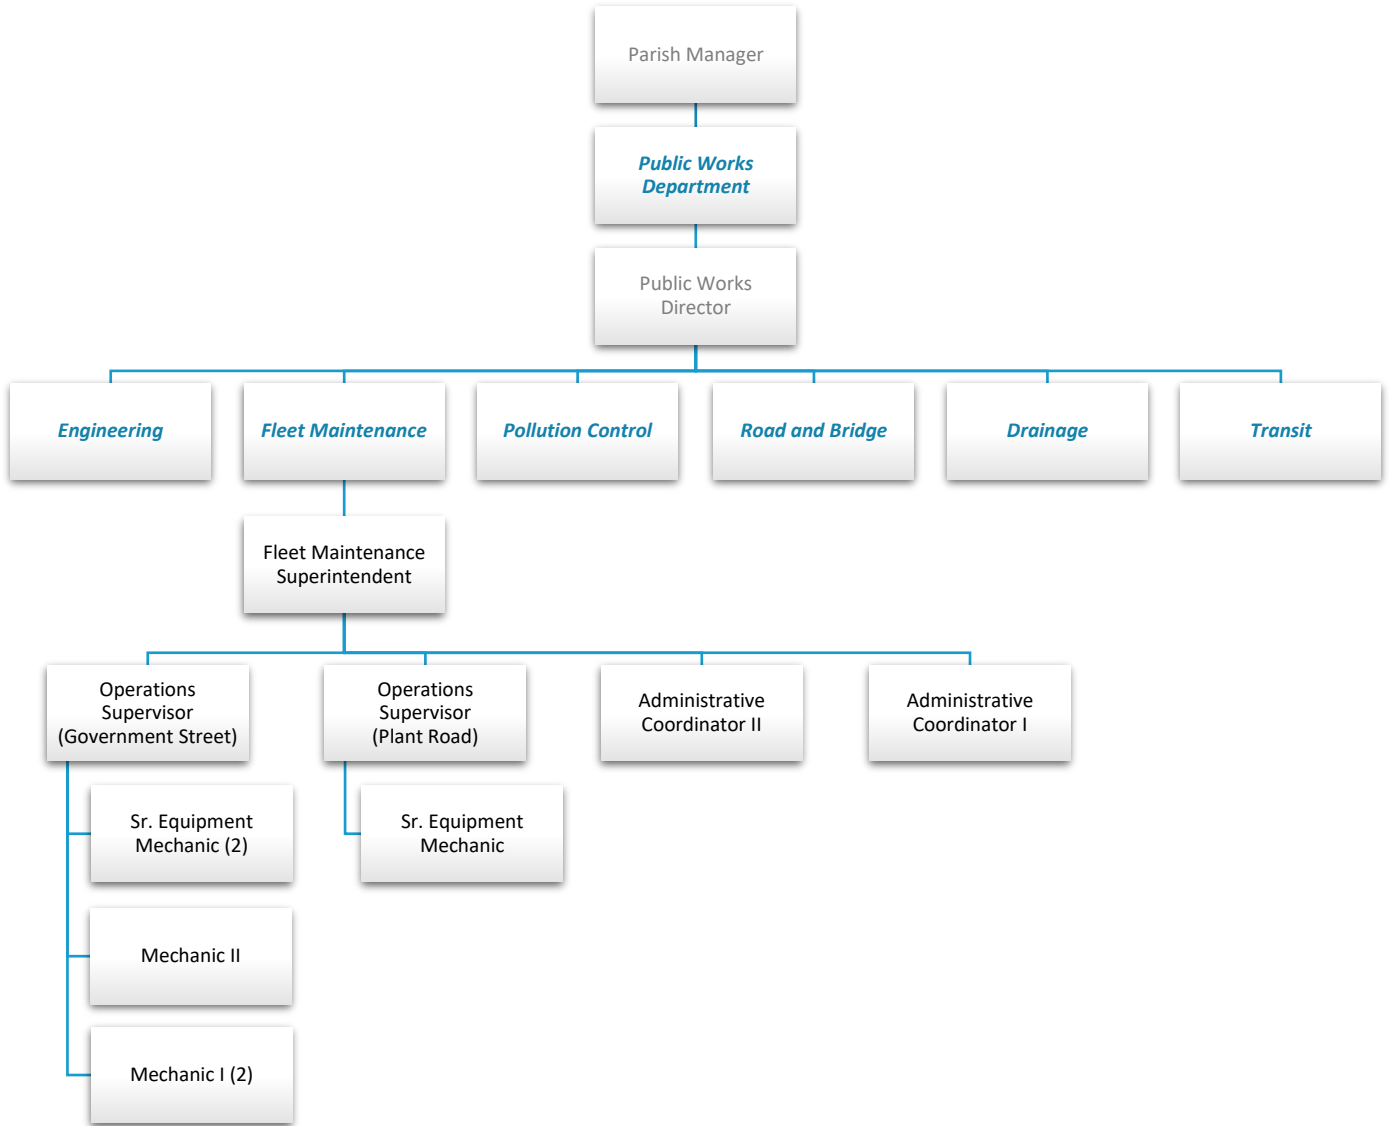 Parish Manager
Public Works
Department
Public Works
Director
Engineering
Fleet Maintenance
Pollution Control
Road and Bridge
Drainage
Transit
Fleet Maintenance
Superintendent
Operations
Supervisor
(Government Street)
Operations
Supervisor
(Plant Road)
Administrative
Coordinator II
Administrative
Coordinator I
Sr. Equipment
Mechanic (2)
Sr. Equipment
Mechanic
Mechanic II
Mechanic I (2)